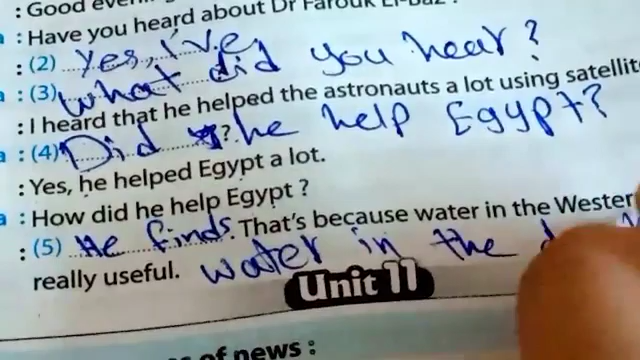 : Good eveni
: Have you heard about Dr Farouk El-Baz ?
: (2) Yes, I've
a : (3) What did you hear?
: I heard that he helped the astronauts a lot using satellite
a : (4) Did he help Egypt?
?
: Yes, he helped Egypt a lot.
a : How did he help Egypt ?
: (5) He finds . That's because water in the Wester
really useful. water in the d
Unit 11
es of news :